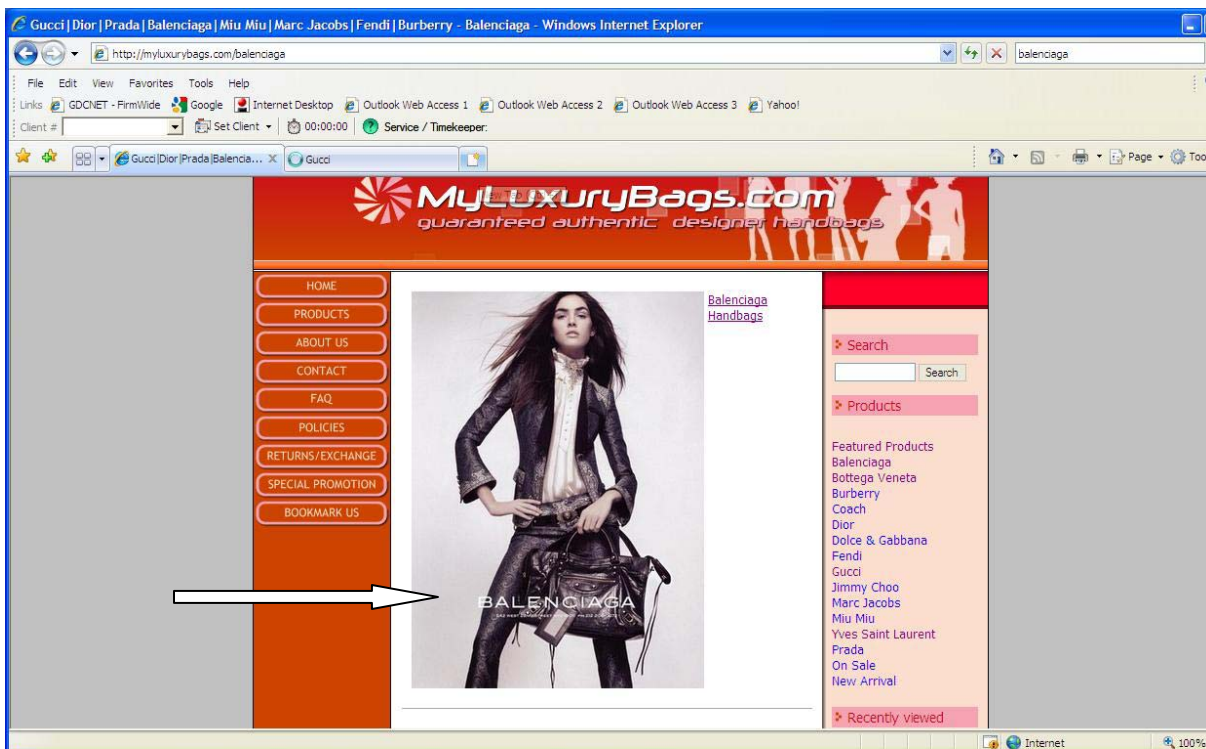 Gucci|Dior|Prada|Balenciaga|Miu Miu|Marc Jacobs|Fendi|Burberry - Balenciaga - Windows Internet Explorer
http://myluxurybags.com/balenciaga
balenciaga
File Edit View Favorites Tools Help
Links GDCNET - FirmWide Google Internet Desktop Outlook Web Access 1 Outlook Web Access 2 Outlook Web Access 3 Yahoo!
Client # Set Client 00:00:00 Service / Timekeeper:
Gucci|Dior|Prada|Balencia... Gucci
Page Too
MyLuxuryBags.com
guaranteed authentic designer handbags
HOME
PRODUCTS
ABOUT US
CONTACT
FAQ
POLICIES
RETURNS/EXCHANGE
SPECIAL PROMOTION
BOOKMARK US
BALENCIAGA
Balenciaga
Handbags
Search
Search
Products
Featured Products
Balenciaga
Bottega Veneta
Burberry
Coach
Dior
Dolce & Gabbana
Fendi
Gucci
Jimmy Choo
Marc Jacobs
Miu Miu
Yves Saint Laurent
Prada
On Sale
New Arrival
Recently viewed
Internet 100%